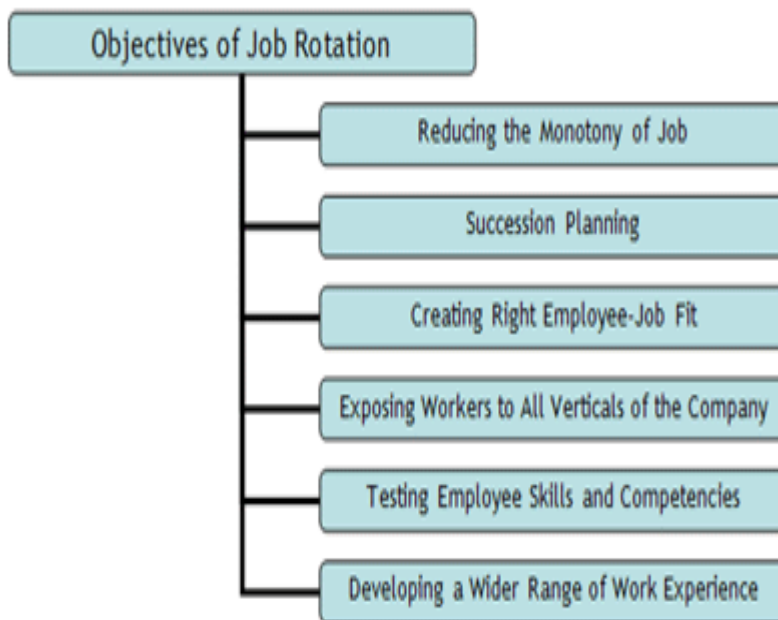 Objectives of Job Rotation
Reducing the Monotony of Job
Succession Planning
Creating Right Employee-Job Fit
Exposing Workers to All Verticals of the Company
Testing Employee Skills and Competencies
Developing a Wider Range of Work Experience